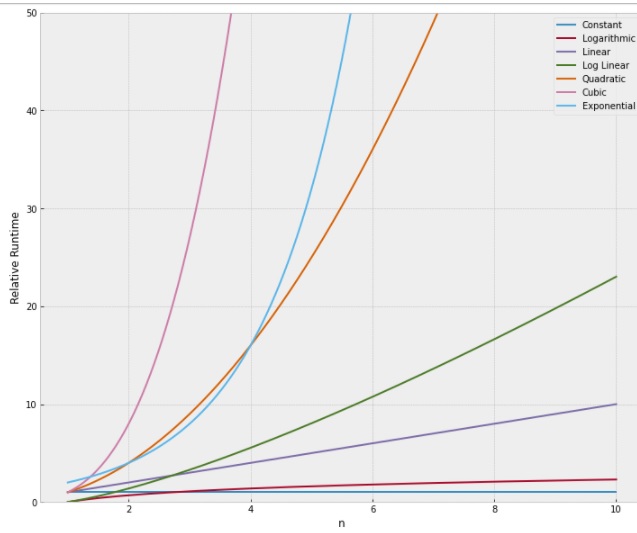 50
40
30
20
10
0
Relative Runtime
2
4
6
8
10
n
Constant
Logarithmic
Linear
Log Linear
Quadratic
Cubic
Exponential